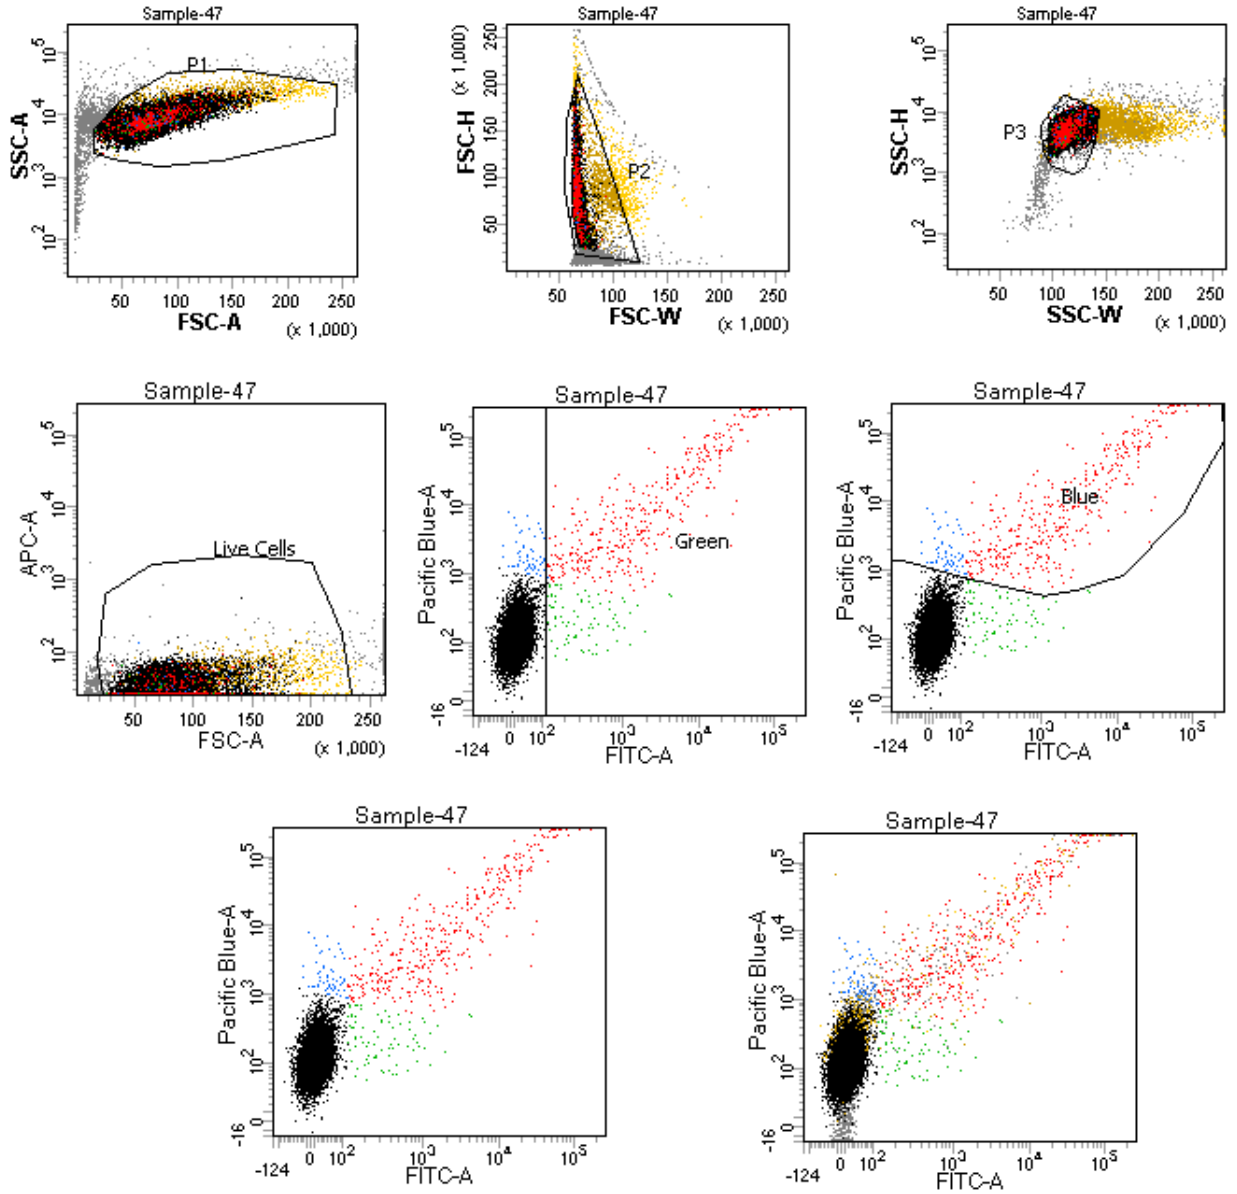 Sample-47
SSC-A
10^5
10^4
10^3
10^2
P1
50 100 150 200 250
FSC-A
(x 1,000)
Sample-47
FSC-H
(x 1,000)
250
200
150
100
50
P2
50 100 150 200 250
FSC-W
(x 1,000)
Sample-47
SSC-H
10^5
10^4
10^3
10^2
P3
50 100 150 200 250
SSC-W
(x 1,000)
Sample-47
APC-A
10^5
10^4
10^3
10^2
Live Cells
50 100 150 200 250
FSC-A
(x 1,000)
Sample-47
Pacific Blue-A
10^5
10^4
10^3
10^2
0
-16
Green
-124 0 10^2 10^3 10^4 10^5
FITC-A
Sample-47
Pacific Blue-A
10^5
10^4
10^3
10^2
0
-16
Blue
-124 0 10^2 10^3 10^4 10^5
FITC-A
Sample-47
Pacific Blue-A
10^5
10^4
10^3
10^2
0
-16
-124 0 10^2 10^3 10^4 10^5
FITC-A
Sample-47
Pacific Blue-A
10^5
10^4
10^3
10^2
0
-16
-124 0 10^2 10^3 10^4 10^5
FITC-A